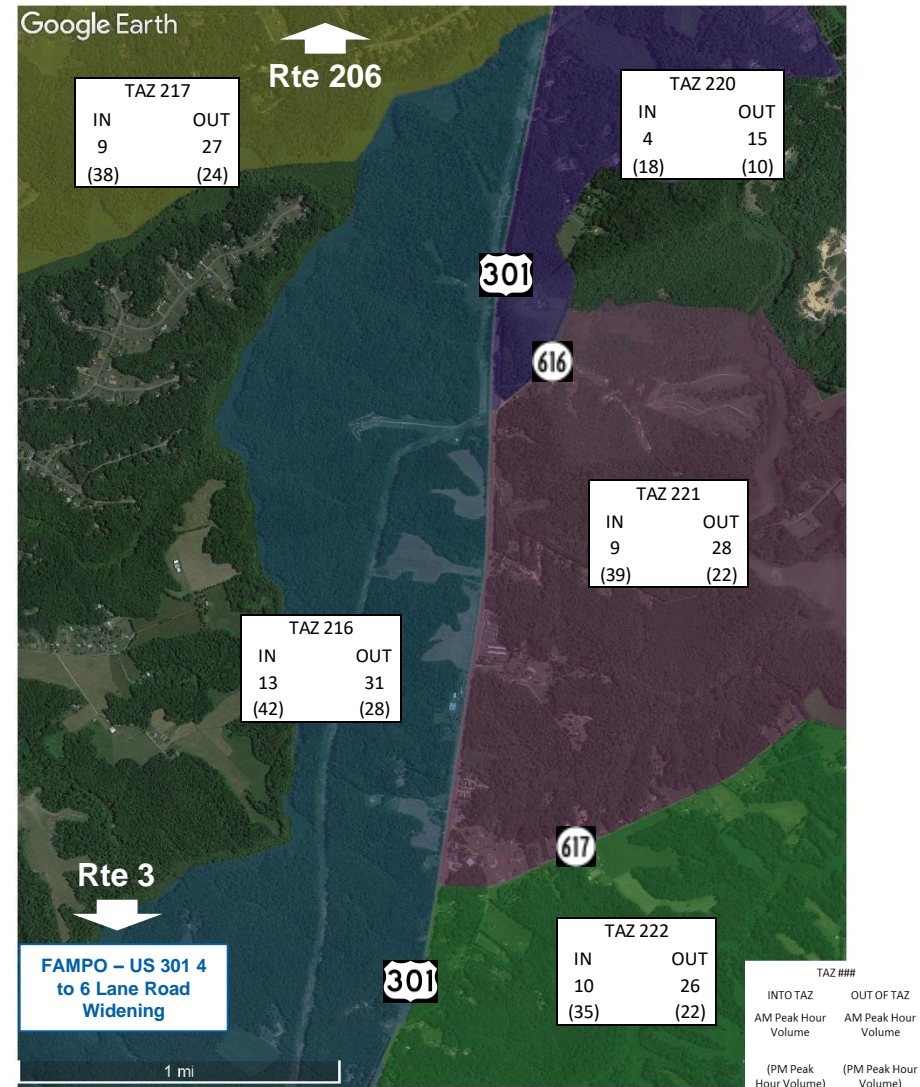 Google Earth
Rte 206
TAZ 217
IN OUT
9 27
(38) (24)
TAZ 220
IN OUT
4 15
(18) (10)
301
616
TAZ 221
IN OUT
9 28
(39) (22)
TAZ 216
IN OUT
13 31
(42) (28)
617
Rte 3
FAMPO – US 301 4
to 6 Lane Road
Widening
301
TAZ 222
IN OUT
10 26
(35) (22)
TAZ ###
INTO TAZ OUT OF TAZ
AM Peak Hour AM Peak Hour
Volume Volume
(PM Peak (PM Peak Hour
Hour Volume) Volume)
1 mi